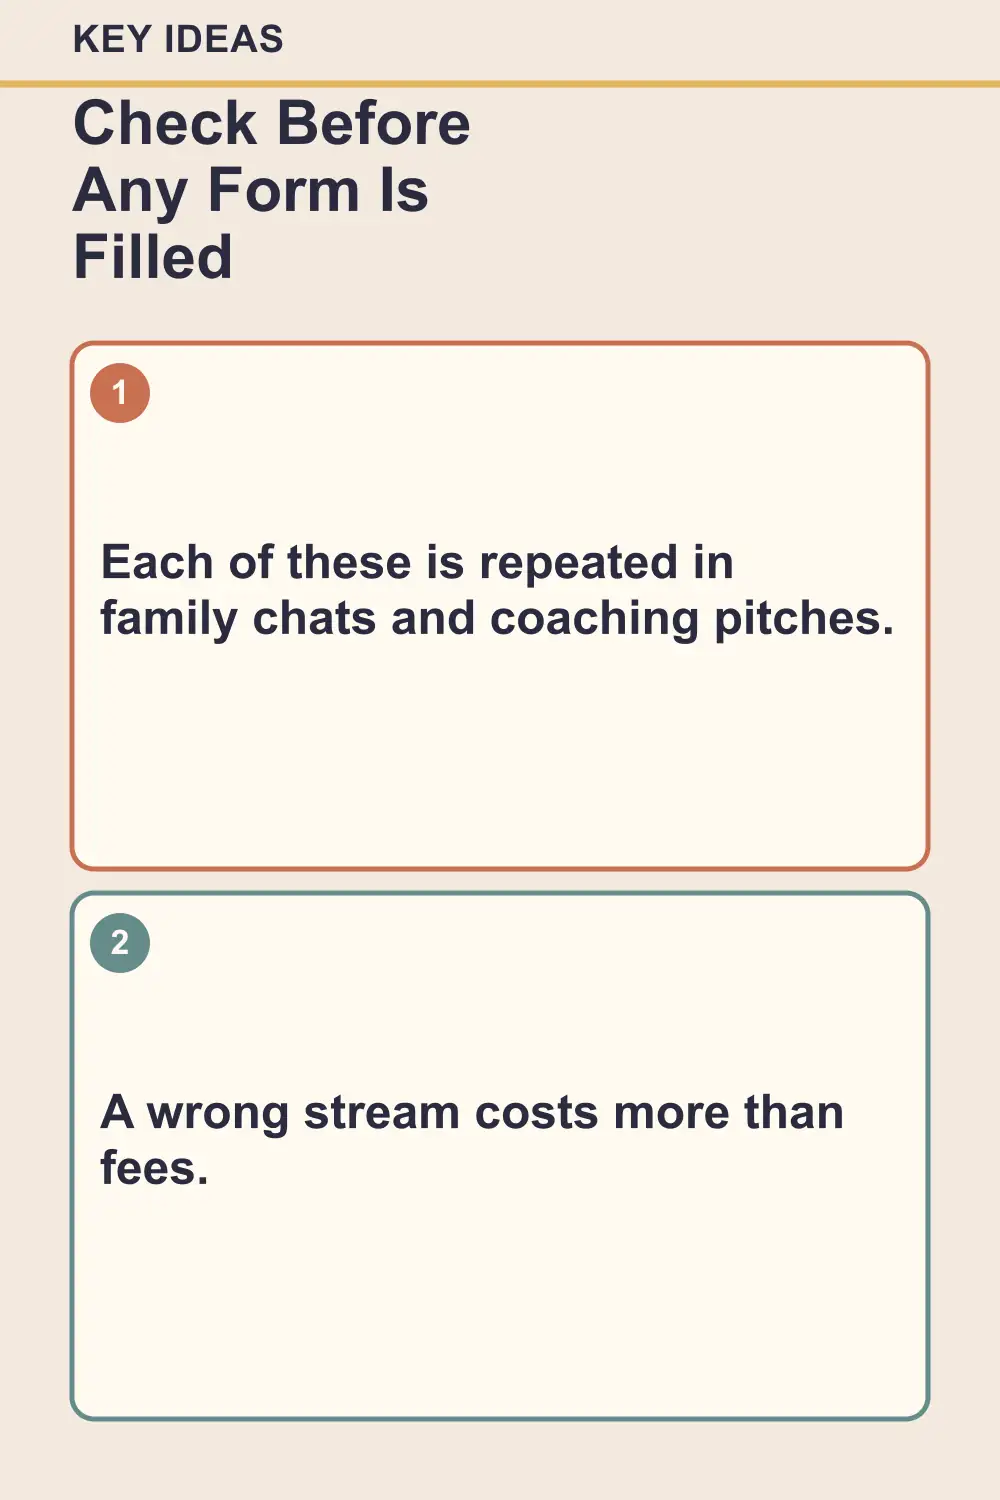 KEY IDEAS
Check Before
Any Form Is
Filled
1
Each of these is repeated in
family chats and coaching pitches.
2
A wrong stream costs more than
fees.